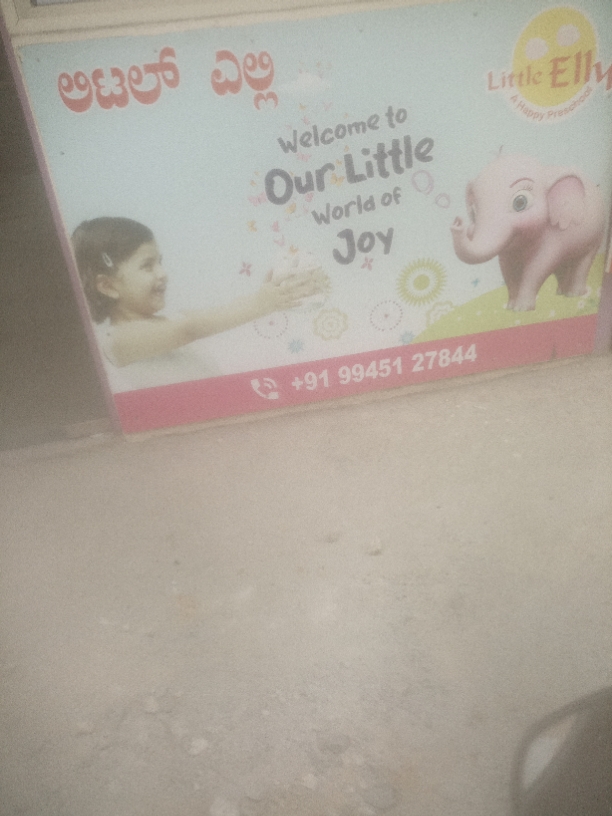 ಲಿಟಲ್ ಎಲ್ಲಿ
Little Elly
A Happy Preschool
Welcome to
Our Little
World of
Joy
+91 99451 27844